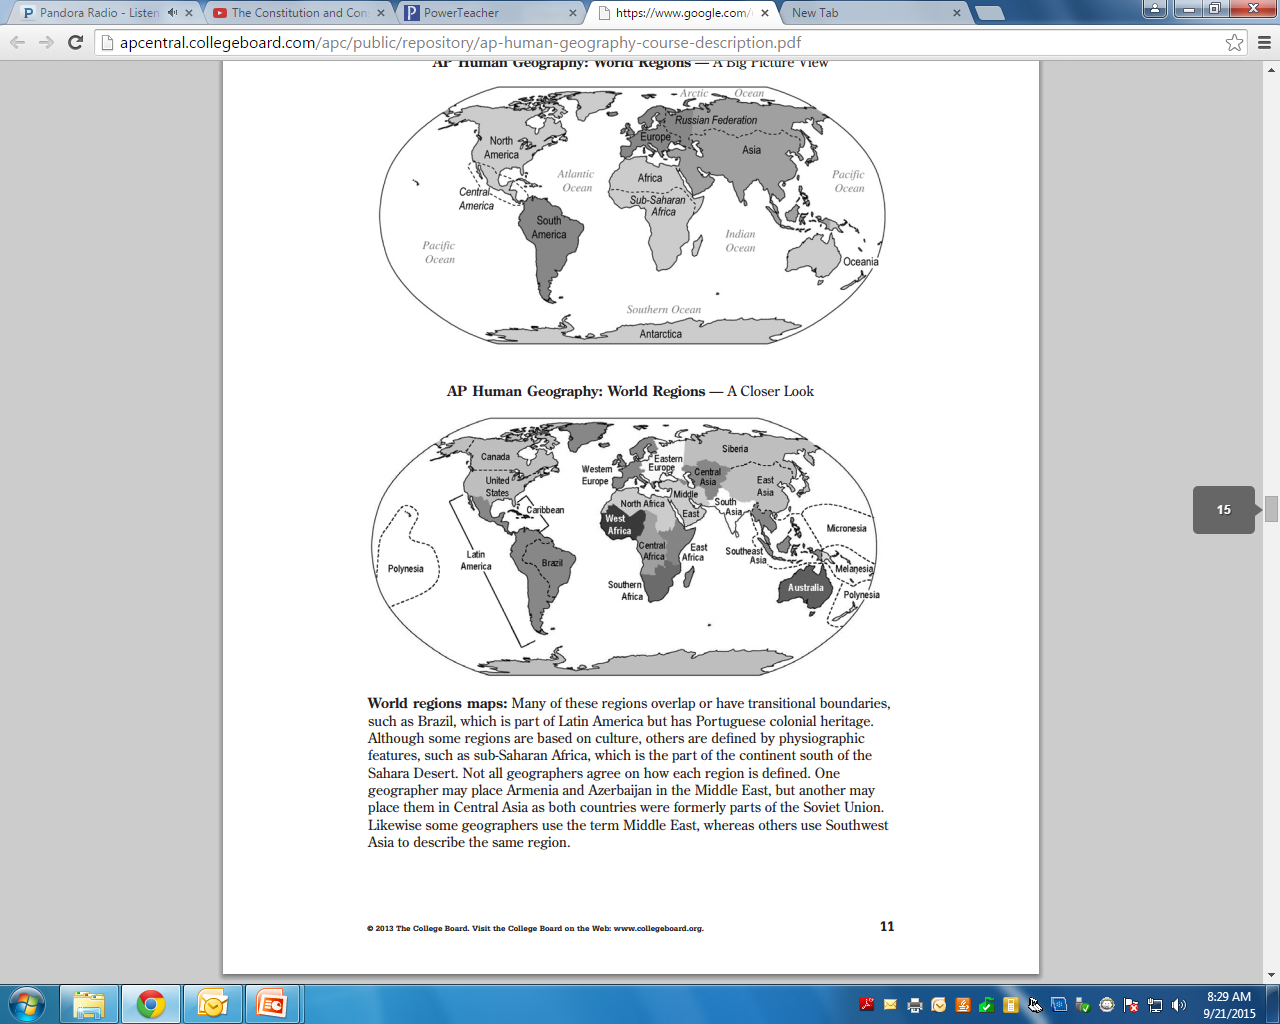 Pandora Radio - Listen
The Constitution and Con
PowerTeacher
https://www.google.com/
New Tab
apcentral.collegeboard.com/apc/public/repository/ap-human-geography-course-description.pdf
AP Human Geography: World Regions — A Big Picture View
Arctic Ocean
Russian Federation
North America
Europe
Asia
Atlantic Ocean
Africa
Pacific Ocean
Central America
Sub-Saharan Africa
South America
Indian Ocean
Pacific Ocean
Oceania
Southern Ocean
Antarctica
AP Human Geography: World Regions — A Closer Look
Canada
Siberia
Western Europe
Eastern Europe
Central Asia
United States
East Asia
Middle East
North Africa
South Asia
Caribbean
West Africa
Micronesia
Latin America
Central Africa
East Africa
Southeast Asia
Brazil
Polynesia
Melanesia
Southern Africa
Australia
Polynesia
15
World regions maps: Many of these regions overlap or have transitional boundaries,
such as Brazil, which is part of Latin America but has Portuguese colonial heritage.
Although some regions are based on culture, others are defined by physiographic
features, such as sub-Saharan Africa, which is the part of the continent south of the
Sahara Desert. Not all geographers agree on how each region is defined. One
geographer may place Armenia and Azerbaijan in the Middle East, but another may
place them in Central Asia as both countries were formerly parts of the Soviet Union.
Likewise some geographers use the term Middle East, whereas others use Southwest
Asia to describe the same region.
© 2013 The College Board. Visit the College Board on the Web: www.collegeboard.org.
11
8:29 AM
9/21/2015